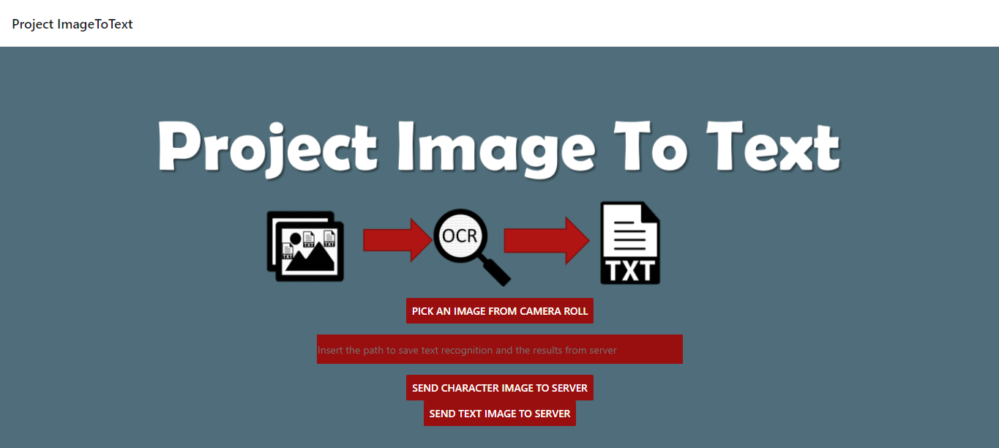 Project ImageToText
Project Image To Text
TXT TXT TXT
OCR
TXT
PICK AN IMAGE FROM CAMERA ROLL
Insert the path to save text recognition and the results from server
SEND CHARACTER IMAGE TO SERVER
SEND TEXT IMAGE TO SERVER